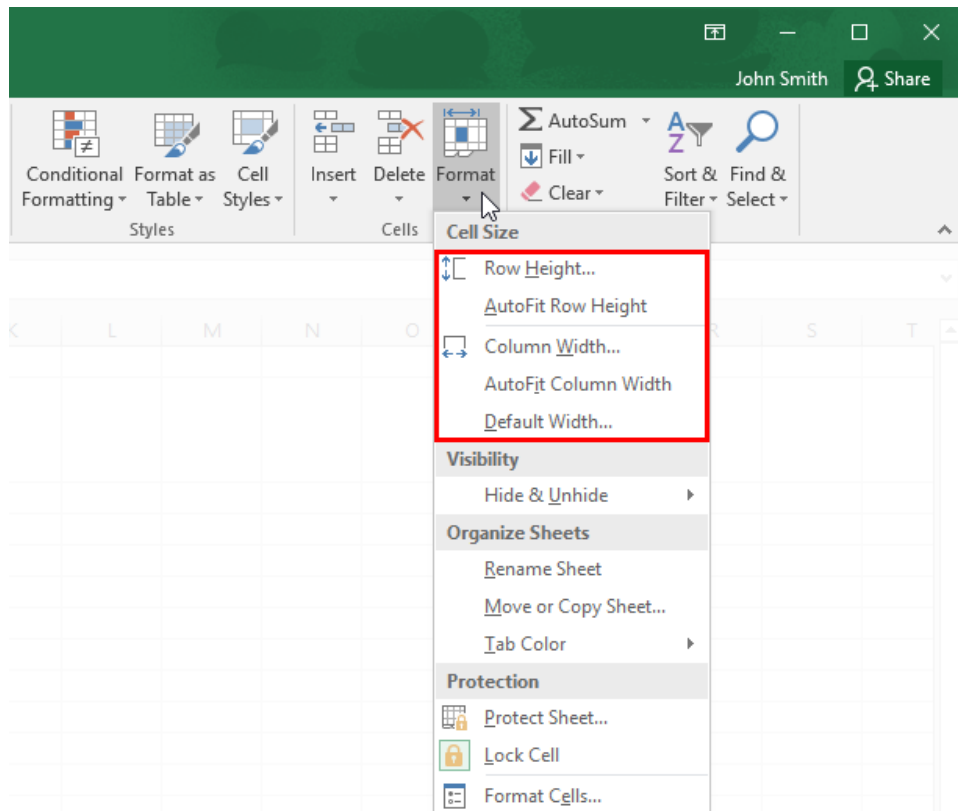 John Smith Share
AutoSum
Fill
Clear
Conditional Formatting
Format as Table
Cell Styles
Insert
Delete
Format
Sort & Filter
Find & Select
Styles
Cells
Cell Size
Row Height...
AutoFit Row Height
Column Width...
AutoFit Column Width
Default Width...
Visibility
Hide & Unhide
Organize Sheets
Rename Sheet
Move or Copy Sheet...
Tab Color
Protection
Protect Sheet...
Lock Cell
Format Cells...
K L M N O R S T